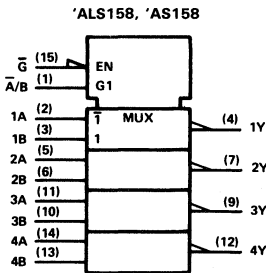 'ALS158, 'AS158
G̅ (15) EN
A̅/B (1) G1
1A (2) 1̅ MUX (4) 1Y
1B (3) 1
2A (5) (7) 2Y
2B (6)
3A (11) (9) 3Y
3B (10)
4A (14) (12) 4Y
4B (13)